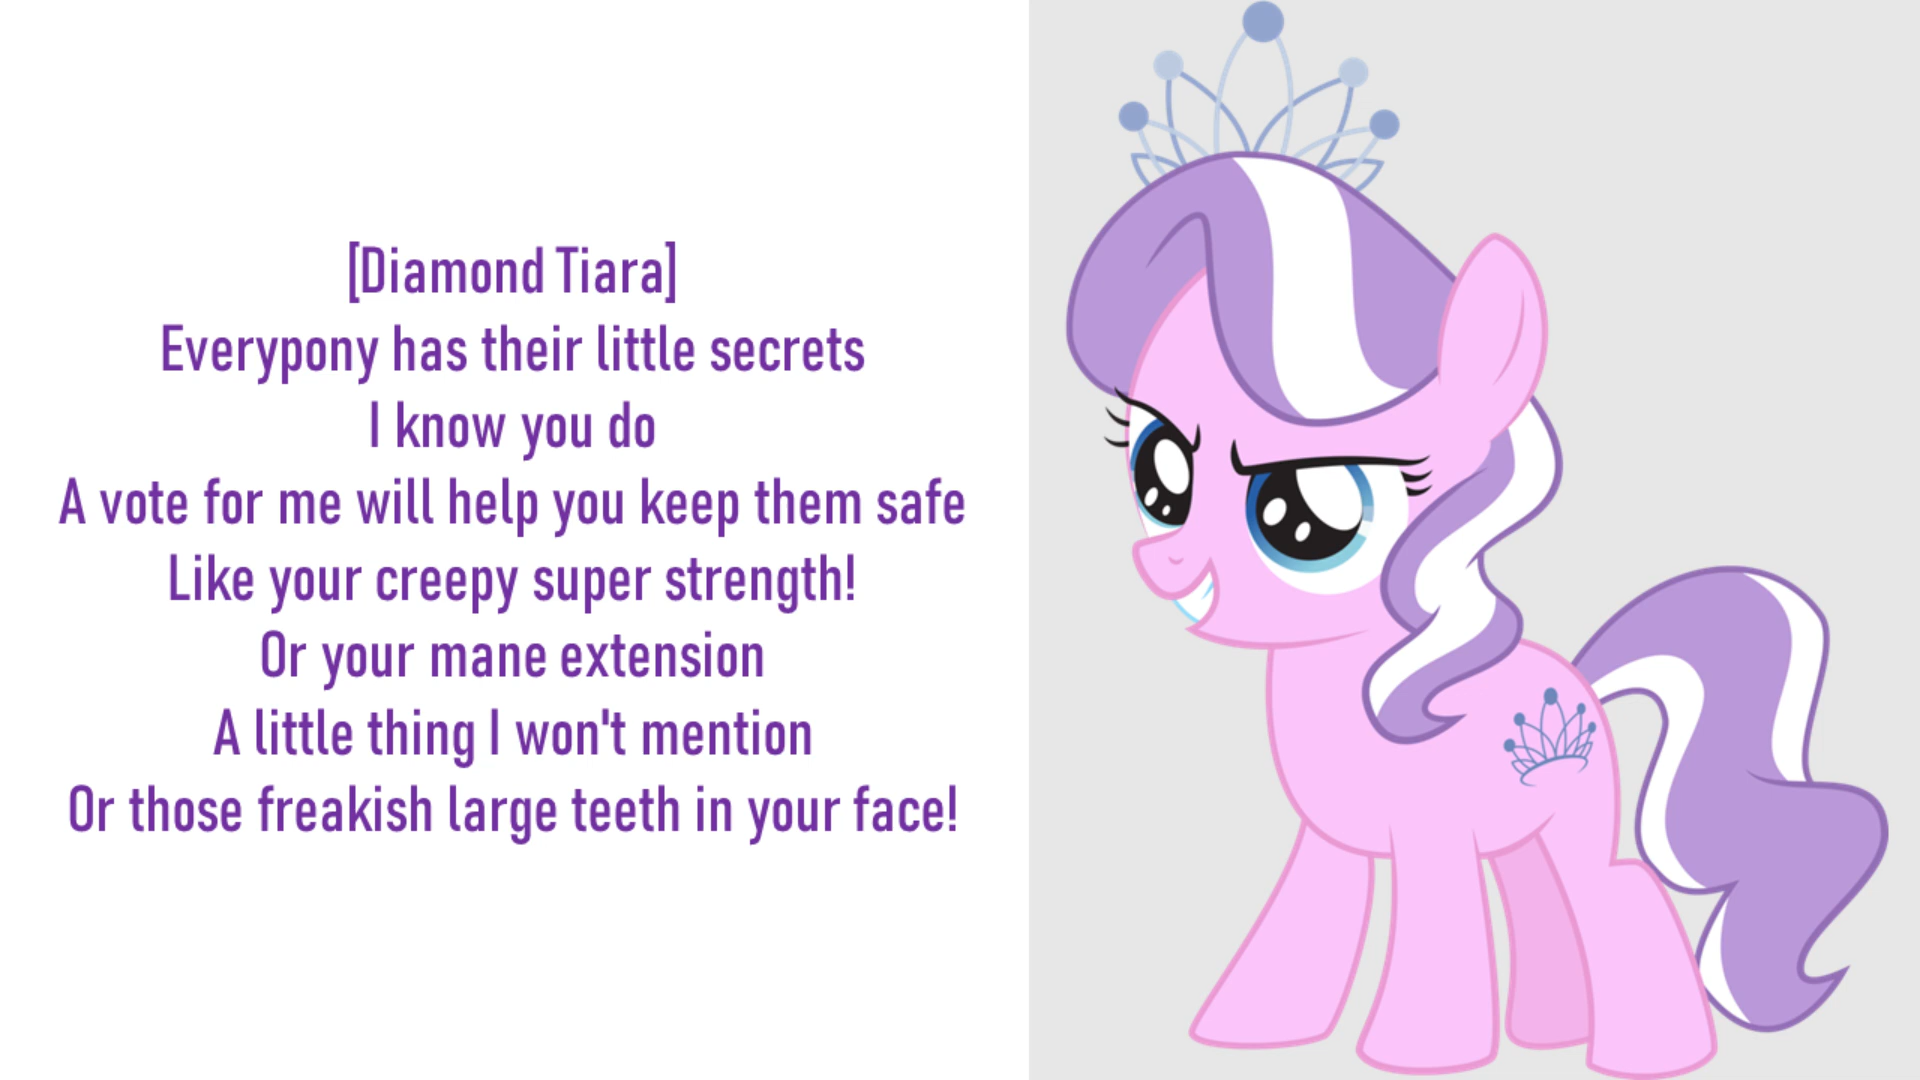 [Diamond Tiara]
Everypony has their little secrets
I know you do
A vote for me will help you keep them safe
Like your creepy super strength!
Or your mane extension
A little thing I won't mention
Or those freakish large teeth in your face!